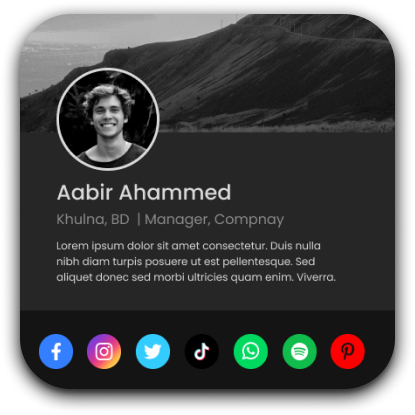 Aabir Ahammed
Khulna, BD | Manager, Compnay
Lorem ipsum dolor sit amet consectetur. Duis nulla
nibh diam turpis posuere ut est pellentesque. Sed
aliquet donec sed morbi ultricies quam enim. Viverra.